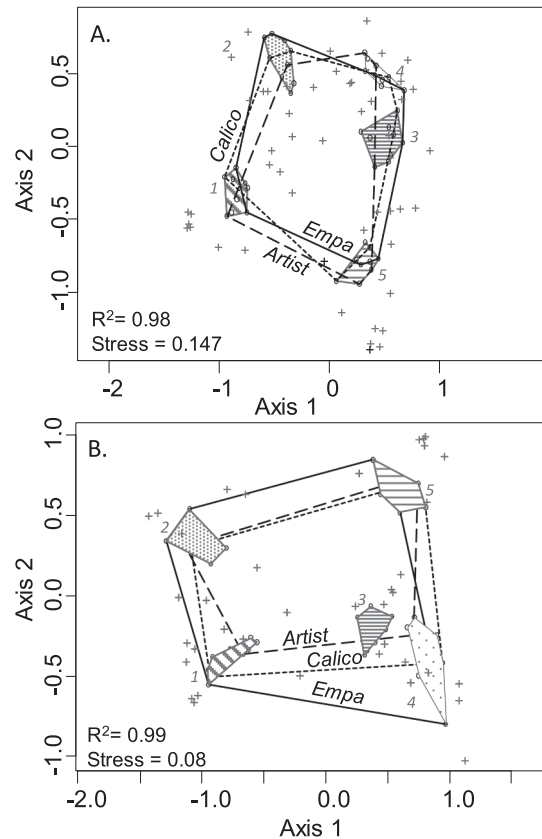 A.
2
4
0.5
Calico
3
0.0
Axis 2
1
-0.5
Empa
Artist
5
-1.0
R²= 0.98
Stress = 0.147
-2 -1 0 1
Axis 1
B.
1.0
5
0.5
2
Axis 2
0.0
3
Artist
Calico
-0.5
1
Empa
4
R²= 0.99
Stress = 0.08
-1.0
-2.0 -1.0 0.0 1.0
Axis 1